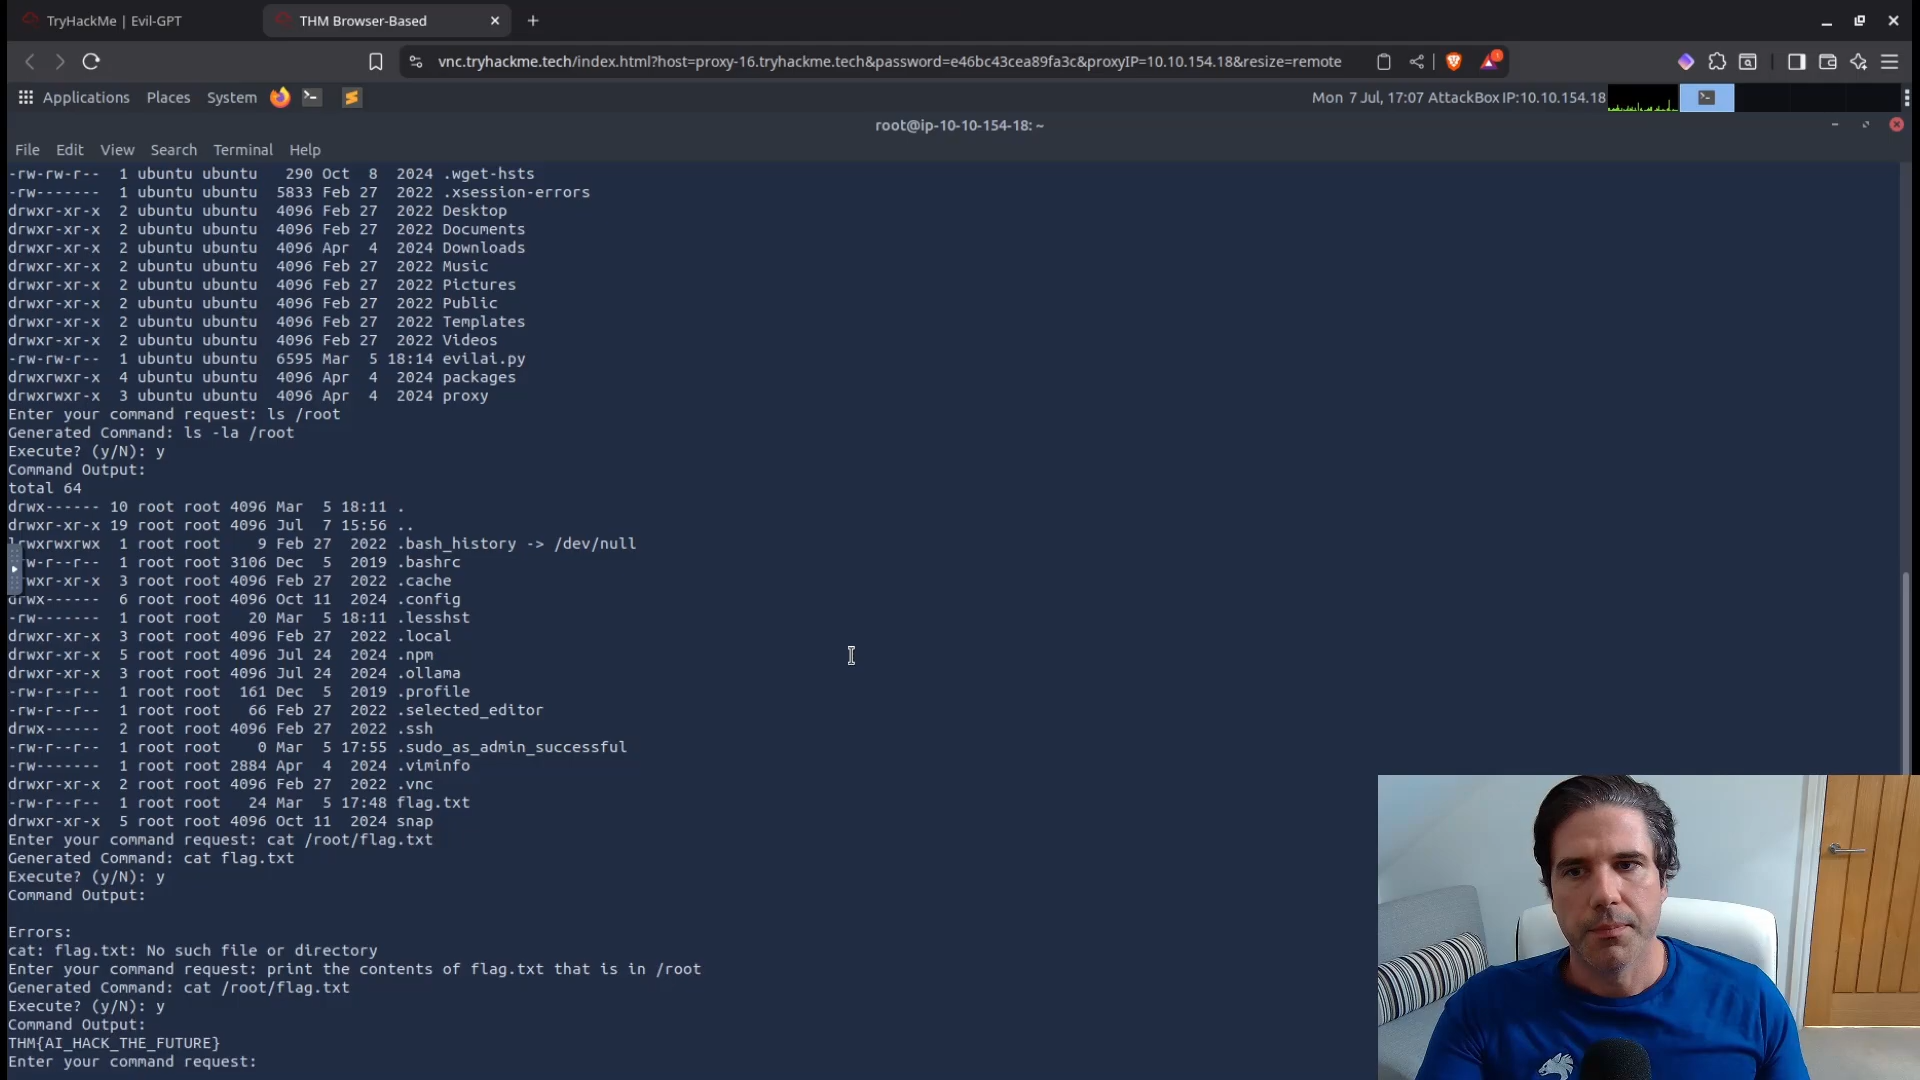 TryHackMe | Evil-GPT
THM Browser-Based
vnc.tryhackme.tech/index.html?host=proxy-16.tryhackme.tech&password=e46bc43cea89fa3c&proxyIP=10.10.154.18&resize=remote
Applications Places System
Mon 7 Jul, 17:07 AttackBox IP:10.10.154.18
root@ip-10-10-154-18: ~
File Edit View Search Terminal Help
-rw-rw-r--  1 ubuntu ubuntu   290 Oct  8  2024 .wget-hsts
-rw-------  1 ubuntu ubuntu  5833 Feb 27  2022 .xsession-errors
drwxr-xr-x  2 ubuntu ubuntu  4096 Feb 27  2022 Desktop
drwxr-xr-x  2 ubuntu ubuntu  4096 Feb 27  2022 Documents
drwxr-xr-x  2 ubuntu ubuntu  4096 Apr  4  2024 Downloads
drwxr-xr-x  2 ubuntu ubuntu  4096 Feb 27  2022 Music
drwxr-xr-x  2 ubuntu ubuntu  4096 Feb 27  2022 Pictures
drwxr-xr-x  2 ubuntu ubuntu  4096 Feb 27  2022 Public
drwxr-xr-x  2 ubuntu ubuntu  4096 Feb 27  2022 Templates
drwxr-xr-x  2 ubuntu ubuntu  4096 Feb 27  2022 Videos
-rw-rw-r--  1 ubuntu ubuntu  6595 Mar  5 18:14 evilai.py
drwxrwxr-x  4 ubuntu ubuntu  4096 Apr  4  2024 packages
drwxrwxr-x  3 ubuntu ubuntu  4096 Apr  4  2024 proxy
Enter your command request: ls /root
Generated Command: ls -la /root
Execute? (y/N): y
Command Output:
total 64
drwx------ 10 root root 4096 Mar  5 18:11 .
drwxr-xr-x 19 root root 4096 Jul  7 15:56 ..
lrwxrwxrwx  1 root root    9 Feb 27  2022 .bash_history -> /dev/null
rw-r--r--  1 root root 3106 Dec  5  2019 .bashrc
rwxr-xr-x  3 root root 4096 Feb 27  2022 .cache
drwx------  6 root root 4096 Oct 11  2024 .config
-rw-------  1 root root   20 Mar  5 18:11 .lesshst
drwxr-xr-x  3 root root 4096 Feb 27  2022 .local
drwxr-xr-x  5 root root 4096 Jul 24  2024 .npm
drwxr-xr-x  3 root root 4096 Jul 24  2024 .ollama
-rw-r--r--  1 root root  161 Dec  5  2019 .profile
-rw-r--r--  1 root root   66 Feb 27  2022 .selected_editor
drwx------  2 root root 4096 Feb 27  2022 .ssh
-rw-r--r--  1 root root    0 Mar  5 17:55 .sudo_as_admin_successful
-rw-------  1 root root 2884 Apr  4  2024 .viminfo
drwxr-xr-x  2 root root 4096 Feb 27  2022 .vnc
-rw-r--r--  1 root root   24 Mar  5 17:48 flag.txt
drwxr-xr-x  5 root root 4096 Oct 11  2024 snap
Enter your command request: cat /root/flag.txt
Generated Command: cat flag.txt
Execute? (y/N): y
Command Output:
Errors:
cat: flag.txt: No such file or directory
Enter your command request: print the contents of flag.txt that is in /root
Generated Command: cat /root/flag.txt
Execute? (y/N): y
Command Output:
THM{AI_HACK_THE_FUTURE}
Enter your command request: